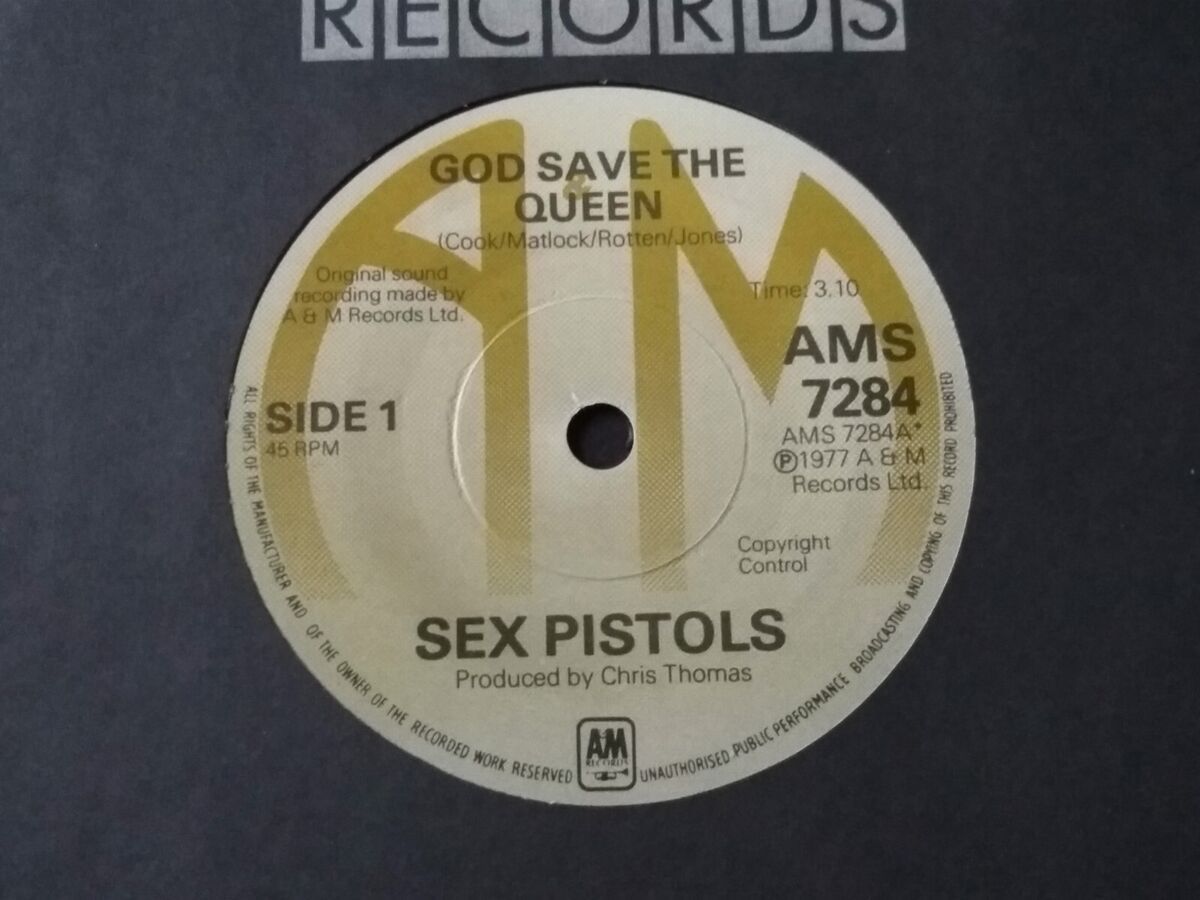 RECORDS
GOD SAVE THE
QUEEN
(Cook/Matlock/Rotten/Jones)
Original sound
recording made by
A & M Records Ltd.
Time: 3.10
AMS
7284
SIDE 1
45 RPM
AMS 7284A*
℗1977 A & M
Records Ltd.
Copyright
Control
SEX PISTOLS
Produced by Chris Thomas
ALL RIGHTS OF THE MANUFACTURER AND OF THE OWNER OF THE RECORDED WORK RESERVED
A&M
RECORDS
UNAUTHORISED PUBLIC PERFORMANCE BROADCASTING AND COPYING OF THIS RECORD PROHIBITED